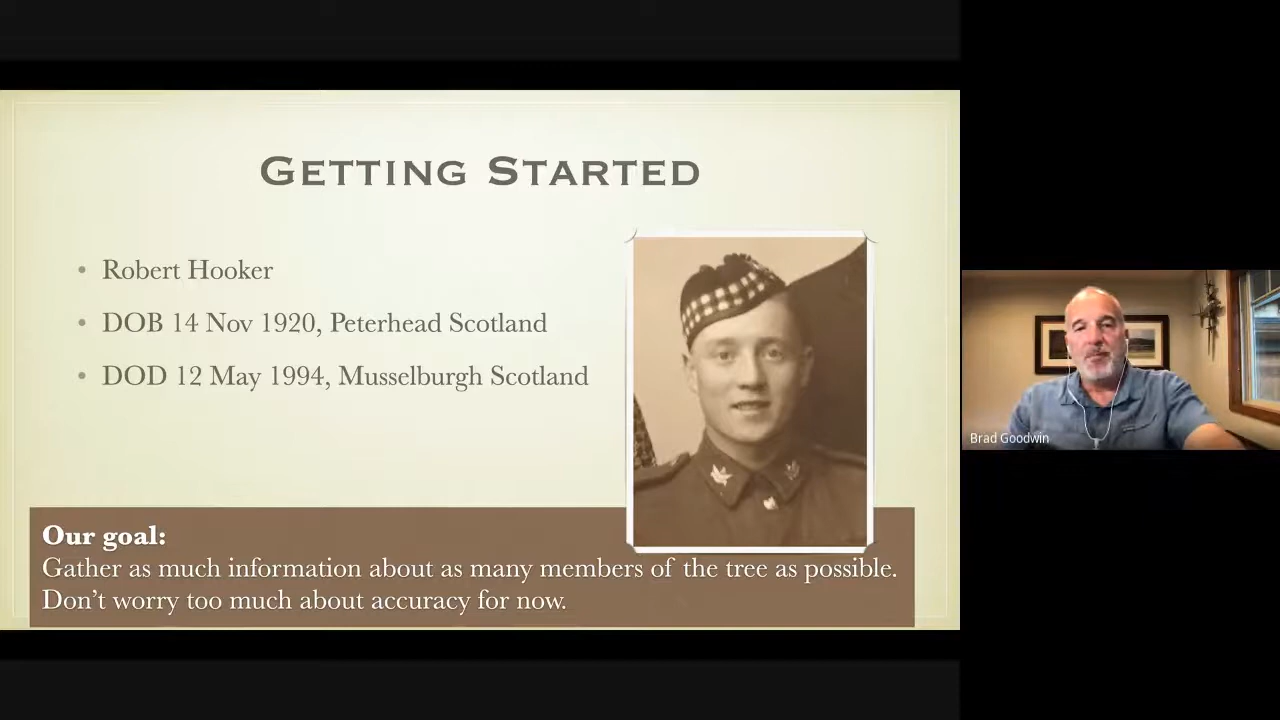 Getting Started
• Robert Hooker
• DOB 14 Nov 1920, Peterhead Scotland
• DOD 12 May 1994, Musselburgh Scotland
Our goal:
Gather as much information about as many members of the tree as possible.
Don’t worry too much about accuracy for now.
Brad Goodwin